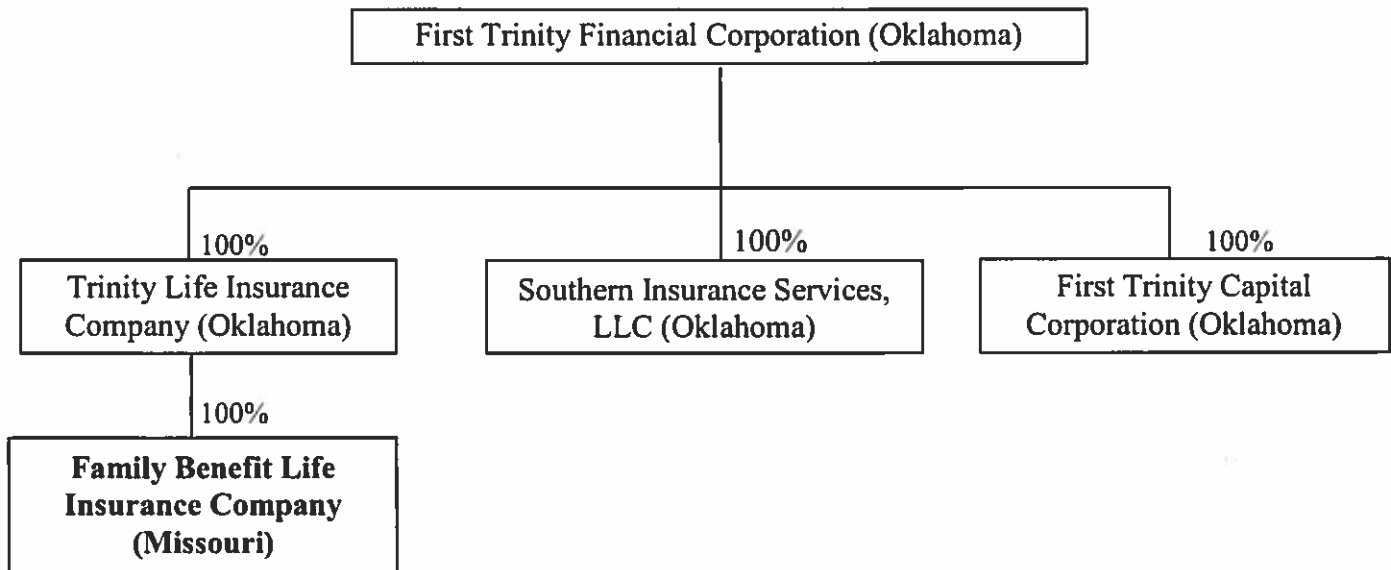 First Trinity Financial Corporation (Oklahoma)
100%
100%
100%
Trinity Life Insurance
Company (Oklahoma)
Southern Insurance Services,
LLC (Oklahoma)
First Trinity Capital
Corporation (Oklahoma)
100%
Family Benefit Life
Insurance Company
(Missouri)